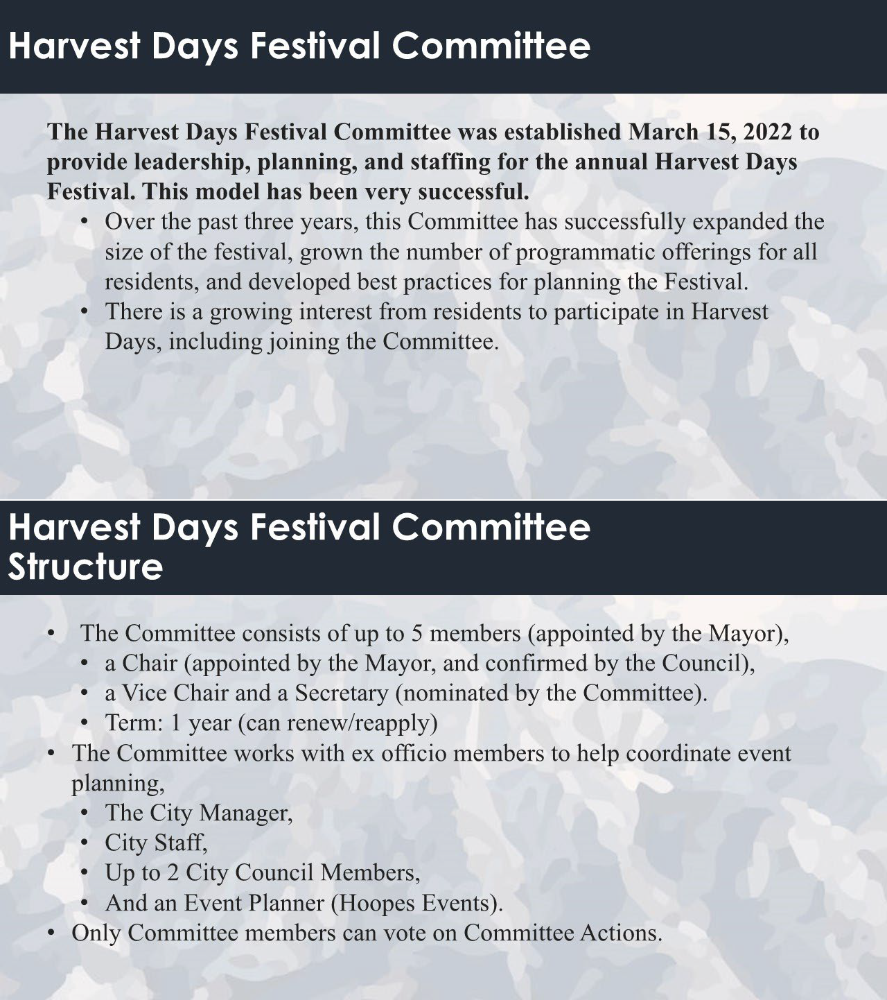 Harvest Days Festival Committee
The Harvest Days Festival Committee was established March 15, 2022 to
provide leadership, planning, and staffing for the annual Harvest Days
Festival. This model has been very successful.
• Over the past three years, this Committee has successfully expanded the
size of the festival, grown the number of programmatic offerings for all
residents, and developed best practices for planning the Festival.
• There is a growing interest from residents to participate in Harvest
Days, including joining the Committee.
Harvest Days Festival Committee
Structure
• The Committee consists of up to 5 members (appointed by the Mayor),
• a Chair (appointed by the Mayor, and confirmed by the Council),
• a Vice Chair and a Secretary (nominated by the Committee).
• Term: 1 year (can renew/reapply)
• The Committee works with ex officio members to help coordinate event
planning,
• The City Manager,
• City Staff,
• Up to 2 City Council Members,
• And an Event Planner (Hoopes Events).
• Only Committee members can vote on Committee Actions.